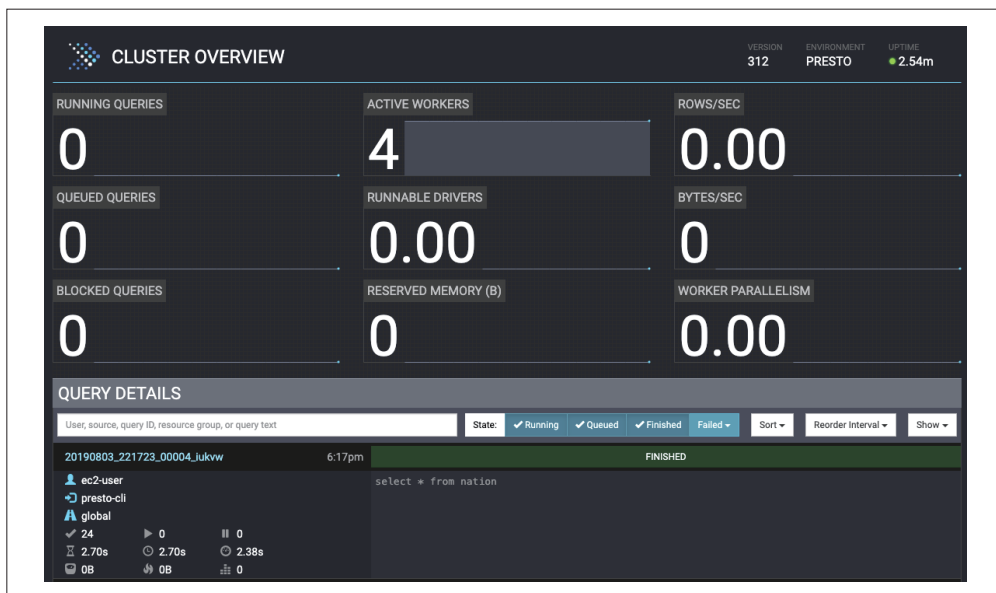 CLUSTER OVERVIEW
VERSION
312
ENVIRONMENT
PRESTO
UPTIME
2.54m
RUNNING QUERIES
0
ACTIVE WORKERS
4
ROWS/SEC
0.00
QUEUED QUERIES
0
RUNNABLE DRIVERS
0.00
BYTES/SEC
0
BLOCKED QUERIES
0
RESERVED MEMORY (B)
0
WORKER PARALLELISM
0.00
QUERY DETAILS
User, source, query ID, resource group, or query text
State:
Running
Queued
Finished
Failed
Sort
Reorder Interval
Show
20190803_221723_00004_iukvw
6:17pm
FINISHED
ec2-user
select * from nation
presto-cli
global
24 0 0
2.70s 2.70s 2.38s
0B 0B 0